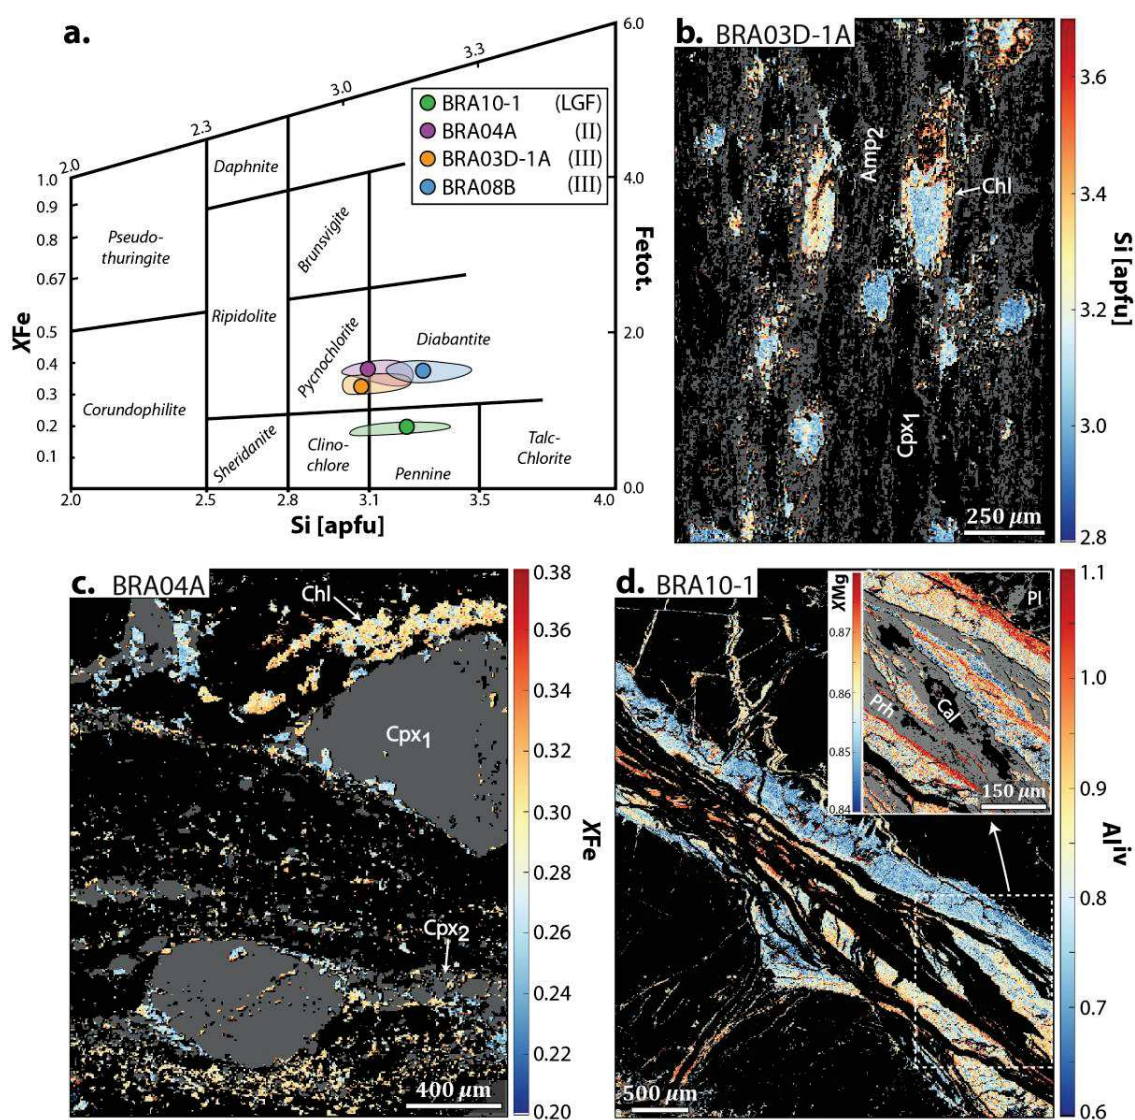 a.
6.0
3.3
3.0
2.3
2.0
BRA10-1 (LGF)
BRA04A (II)
BRA03D-1A (III)
BRA08B (III)
Daphnite
1.0
0.9
0.8
0.67
0.5
0.4
0.3
0.2
0.1
XFe
4.0
2.0
0.0
Fetot.
Pseudo-
thuringite
Brunsvigite
Ripidolite
Pycnochlorite
Diabantite
Corundophilite
Sheridanite
Clino-
chlore
Pennine
Talc-
Chlorite
2.0 2.5 2.8 3.1 3.5 4.0
Si [apfu]
b. BRA03D-1A
Amp2
Chl
Cpx1
250 μm
3.6
3.4
3.2
3.0
2.8
Si [apfu]
c. BRA04A
Chl
Cpx1
Cpx2
400 μm
0.38
0.36
0.34
0.32
0.30
0.28
0.26
0.24
0.22
0.20
XFe
d. BRA10-1
XMg
0.87
0.86
0.85
0.84
Pl
Prh
Cal
150 μm
500 μm
1.1
1.0
0.9
0.8
0.7
0.6
Al^iv